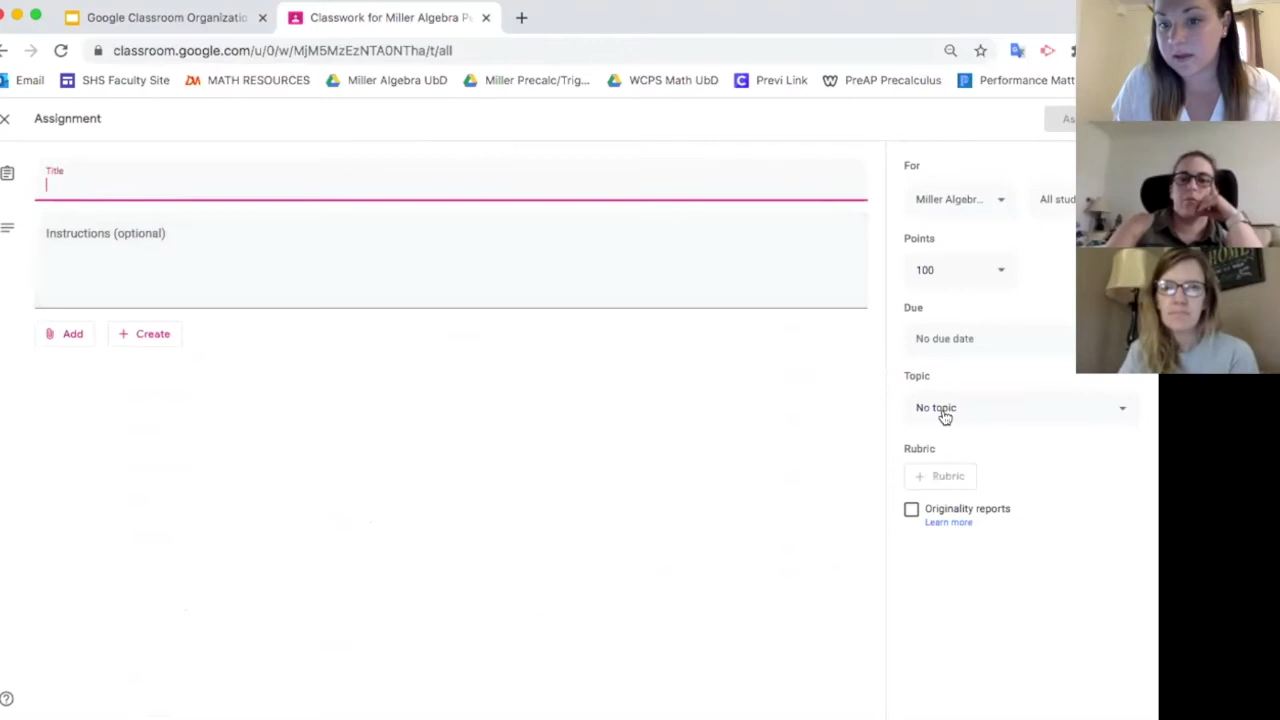 Google Classroom Organizatio
Classwork for Miller Algebra Pe
classroom.google.com/u/0/w/MjM5MzEzNTA0NTha/t/all
Email SHS Faculty Site MATH RESOURCES Miller Algebra UbD Miller Precalc/Trig... WCPS Math UbD Previ Link PreAP Precalculus Performance Matt
Assignment
As
Title
Instructions (optional)
Add
Create
For
Miller Algebr...
All stud
Points
100
Due
No due date
Topic
No topic
Rubric
+ Rubric
Originality reports
Learn more